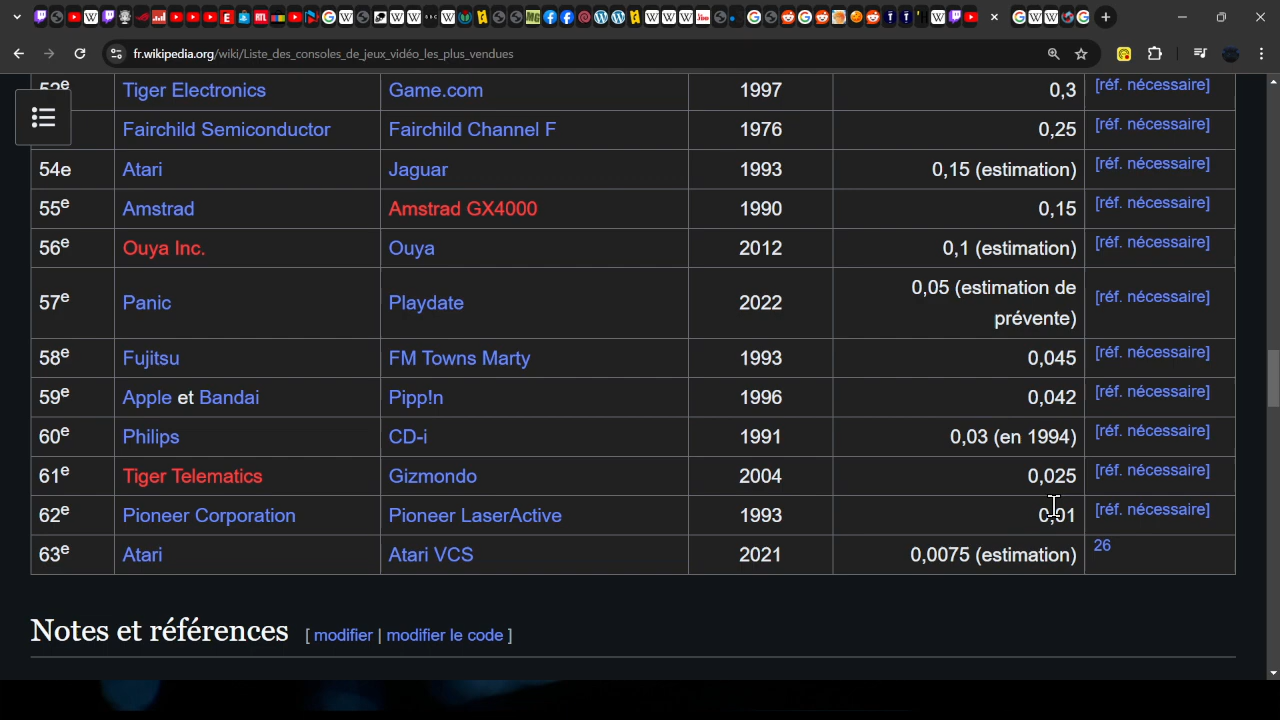 fr.wikipedia.org/wiki/Liste_des_consoles_de_jeux_vidéo_les_plus_vendues
Tiger Electronics Game.com 1997 0,3 [réf. nécessaire]
Fairchild Semiconductor Fairchild Channel F 1976 0,25 [réf. nécessaire]
54e Atari Jaguar 1993 0,15 (estimation) [réf. nécessaire]
55e Amstrad Amstrad GX4000 1990 0,15 [réf. nécessaire]
56e Ouya Inc. Ouya 2012 0,1 (estimation) [réf. nécessaire]
57e Panic Playdate 2022 0,05 (estimation de
prévente) [réf. nécessaire]
58e Fujitsu FM Towns Marty 1993 0,045 [réf. nécessaire]
59e Apple et Bandai Pipp!n 1996 0,042 [réf. nécessaire]
60e Philips CD-i 1991 0,03 (en 1994) [réf. nécessaire]
61e Tiger Telematics Gizmondo 2004 0,025 [réf. nécessaire]
62e Pioneer Corporation Pioneer LaserActive 1993 0,01 [réf. nécessaire]
63e Atari Atari VCS 2021 0,0075 (estimation) 26
Notes et références [ modifier | modifier le code ]